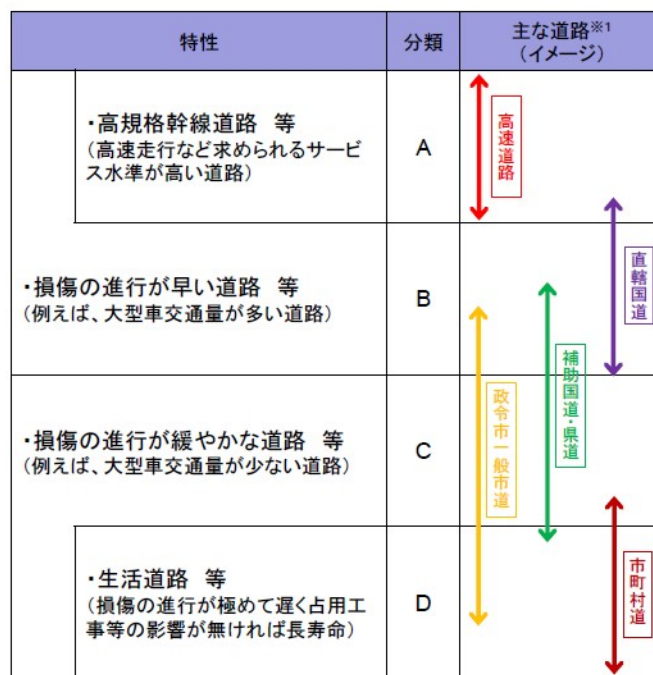 特性
分類
主な道路※1
(イメージ)
・高規格幹線道路 等
(高速走行など求められるサービ
ス水準が高い道路)
A
高速道路
・損傷の進行が早い道路 等
(例えば、大型車交通量が多い道路)
B
直轄国道
・損傷の進行が緩やかな道路 等
(例えば、大型車交通量が少ない道路)
C
政令市一般市道
補助国道・県道
・生活道路 等
(損傷の進行が極めて遅く占用工
事等の影響が無ければ長寿命)
D
市町村道